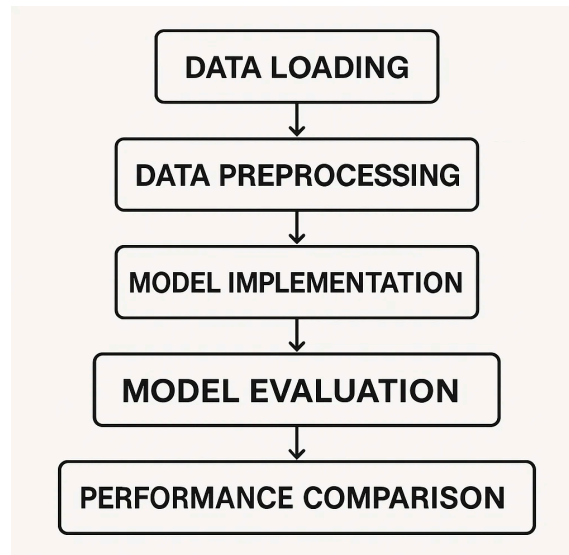 DATA LOADING
DATA PREPROCESSING
MODEL IMPLEMENTATION
MODEL EVALUATION
PERFORMANCE COMPARISON